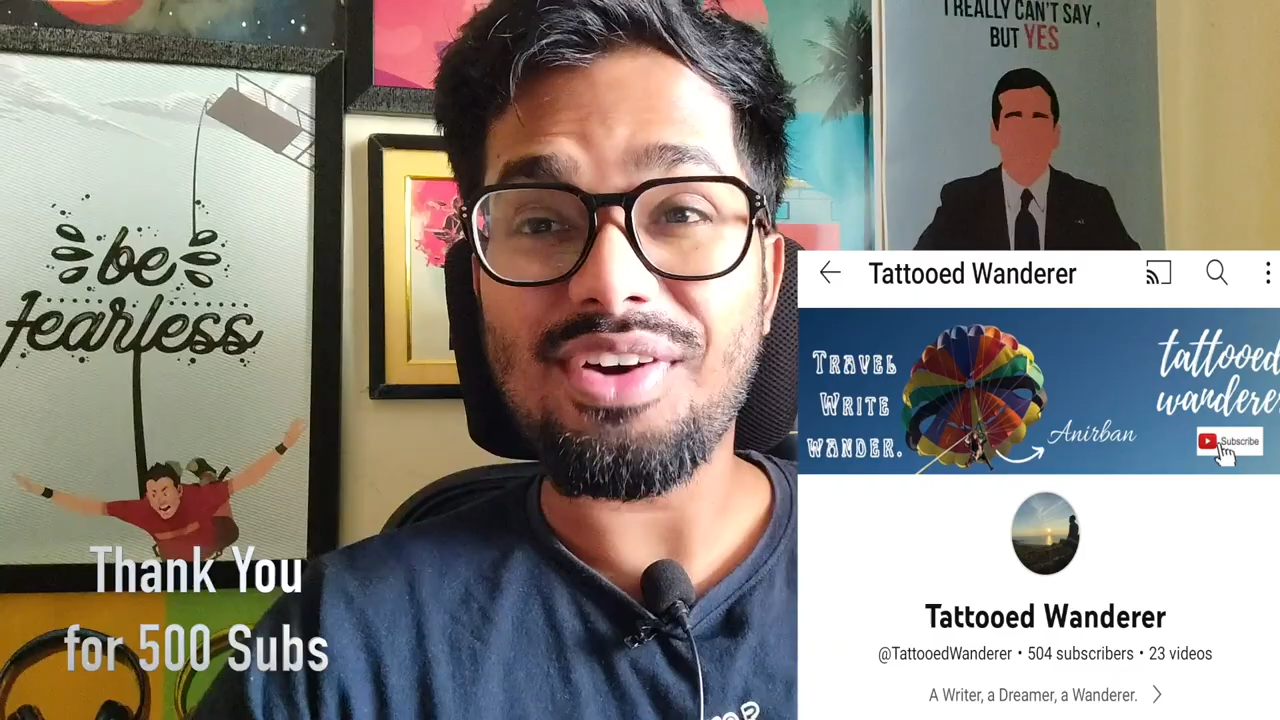 I REALLY CAN'T SAY,
BUT YES
be
fearless
Thank You
for 500 Subs
Tattooed Wanderer
TRAVEL
WRITE
WANDER.
Anirban
tattooed
Subscribe
Tattooed Wanderer
@TattooedWanderer • 504 subscribers • 23 videos
A Writer, a Dreamer, a Wanderer.